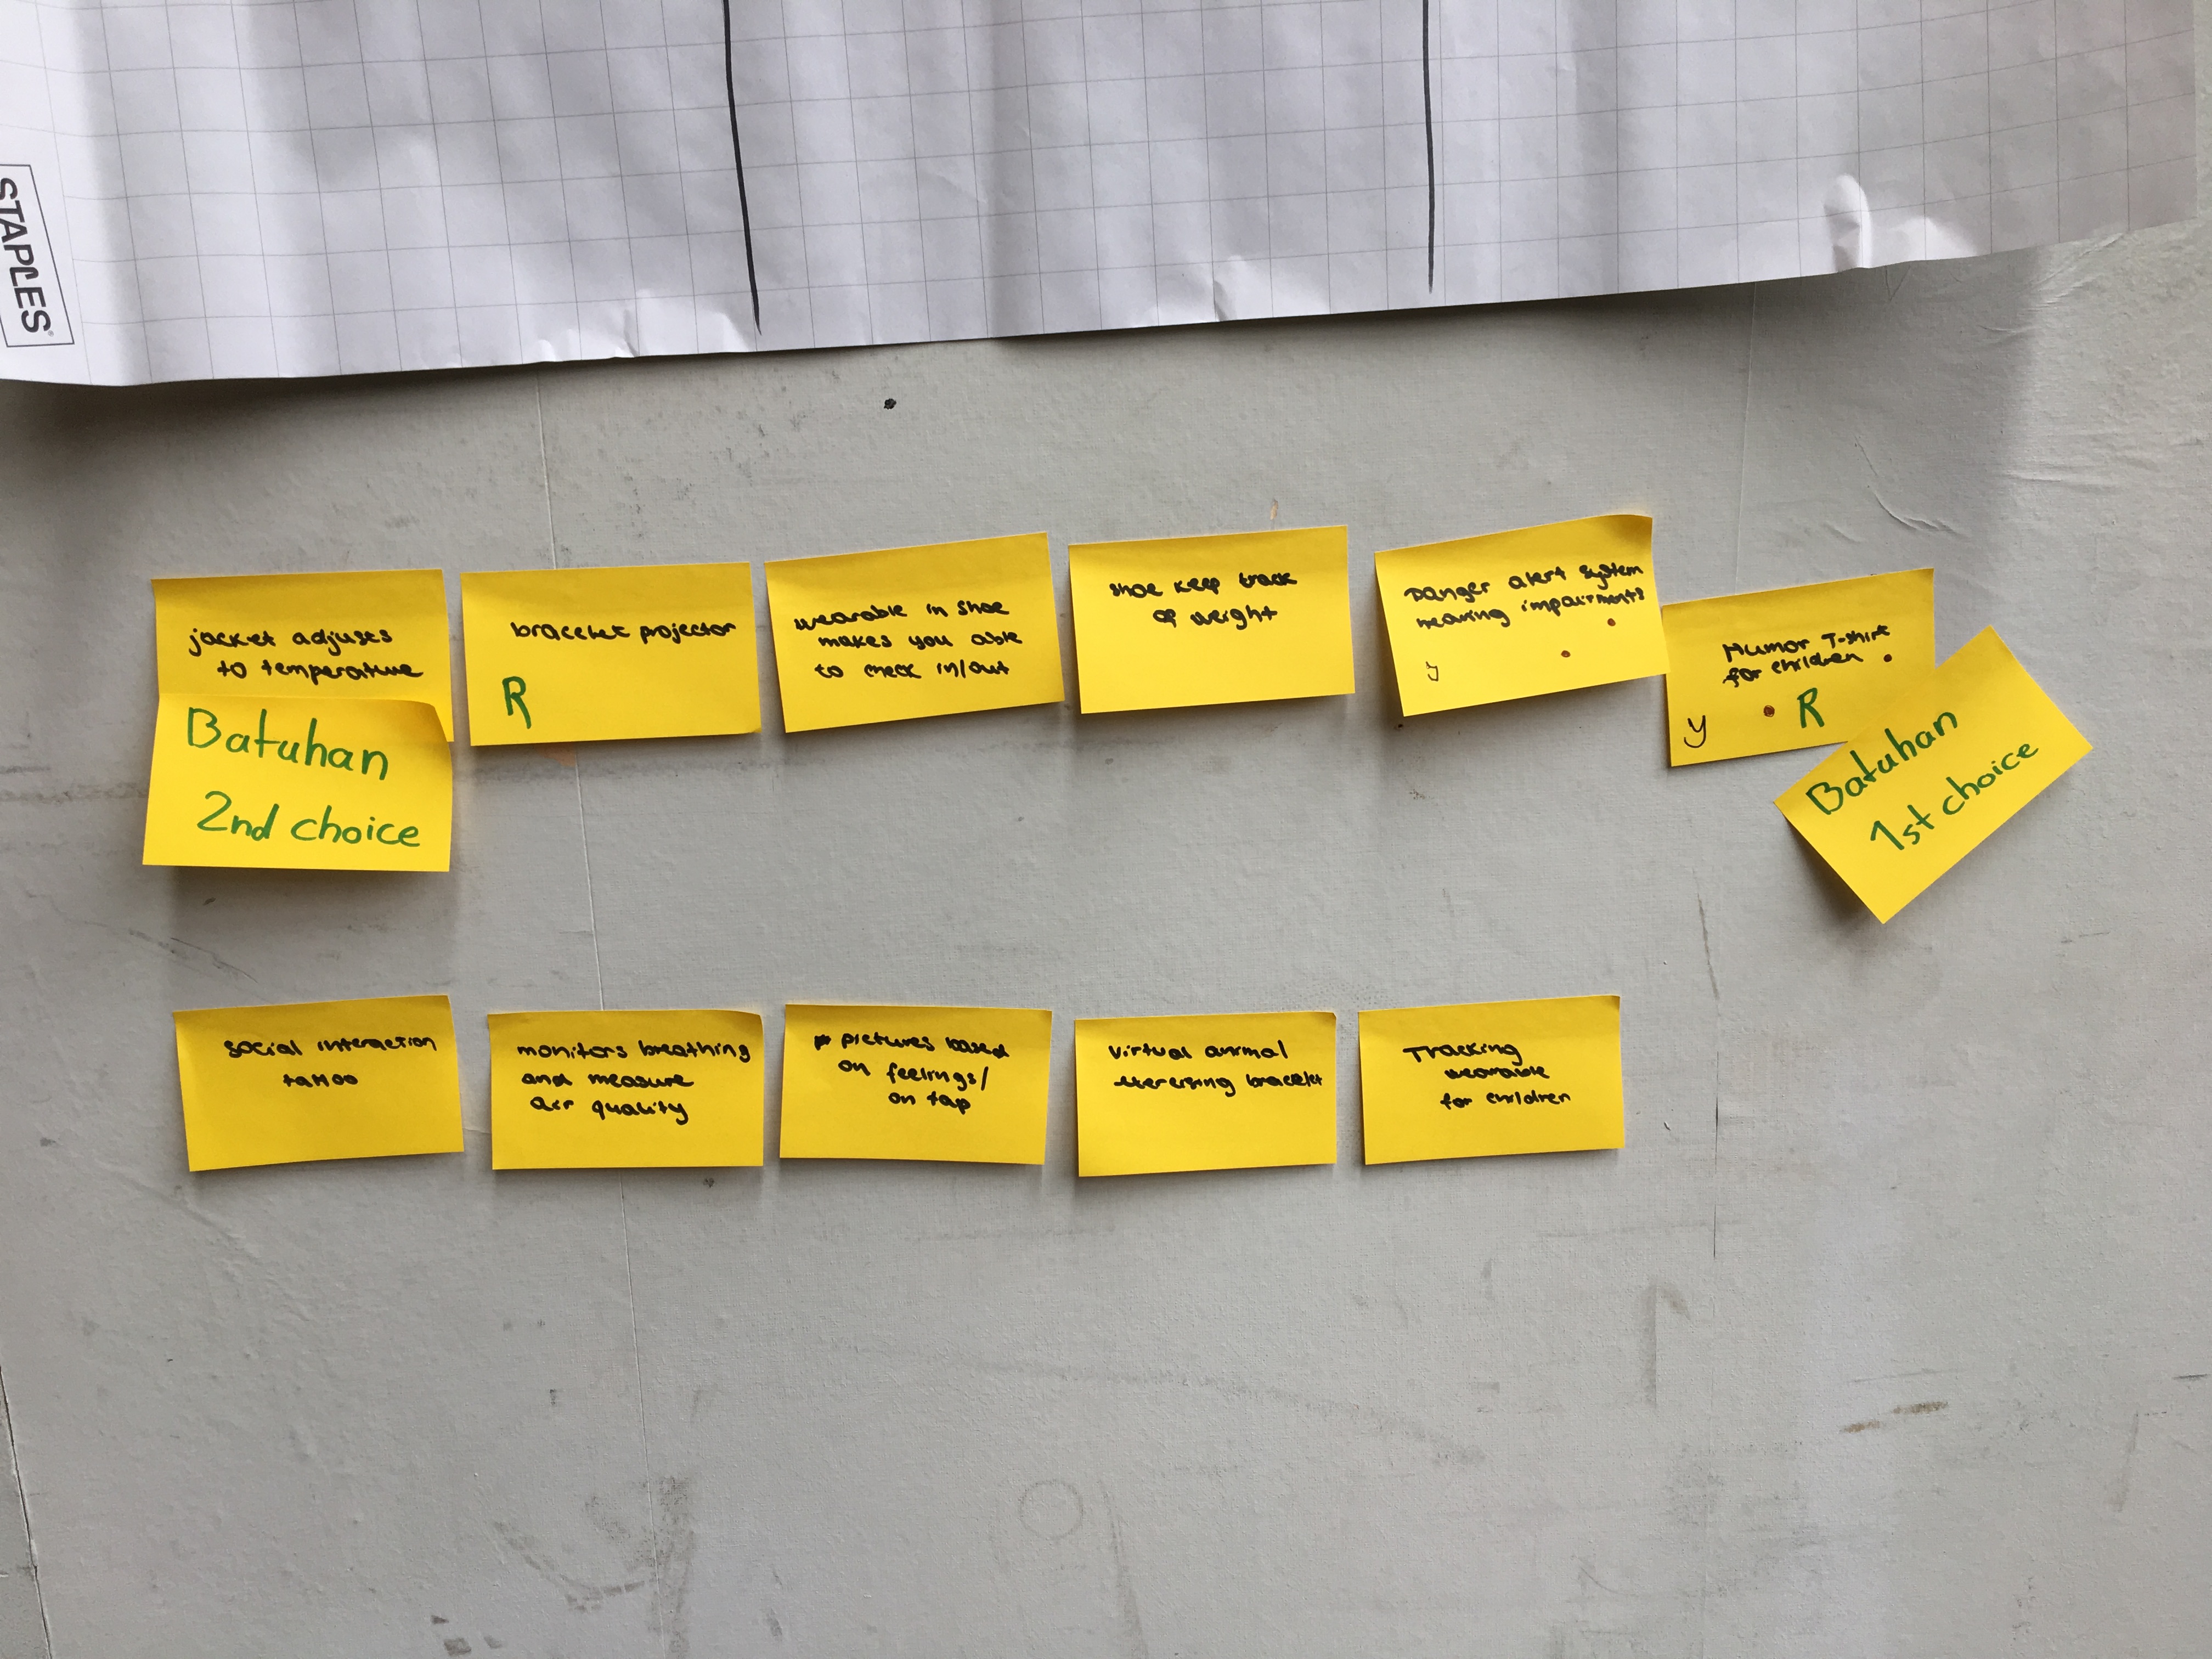 STAPLES
jacket adjusts
to temperature
Batuhan
2nd choice
bracelet projector
R
wearable in shoe
makes you able
to check in/out
shoe keep track
of weight
Danger alert system
hearing impairments
y
Humor T-shirt
for children
y
R
Batuhan
1st choice
social interaction
tattoo
monitors breathing
and measure
air quality
pictures based
on feelings/
on tap
virtual animal
bracelet
Tracking
wearable
for children